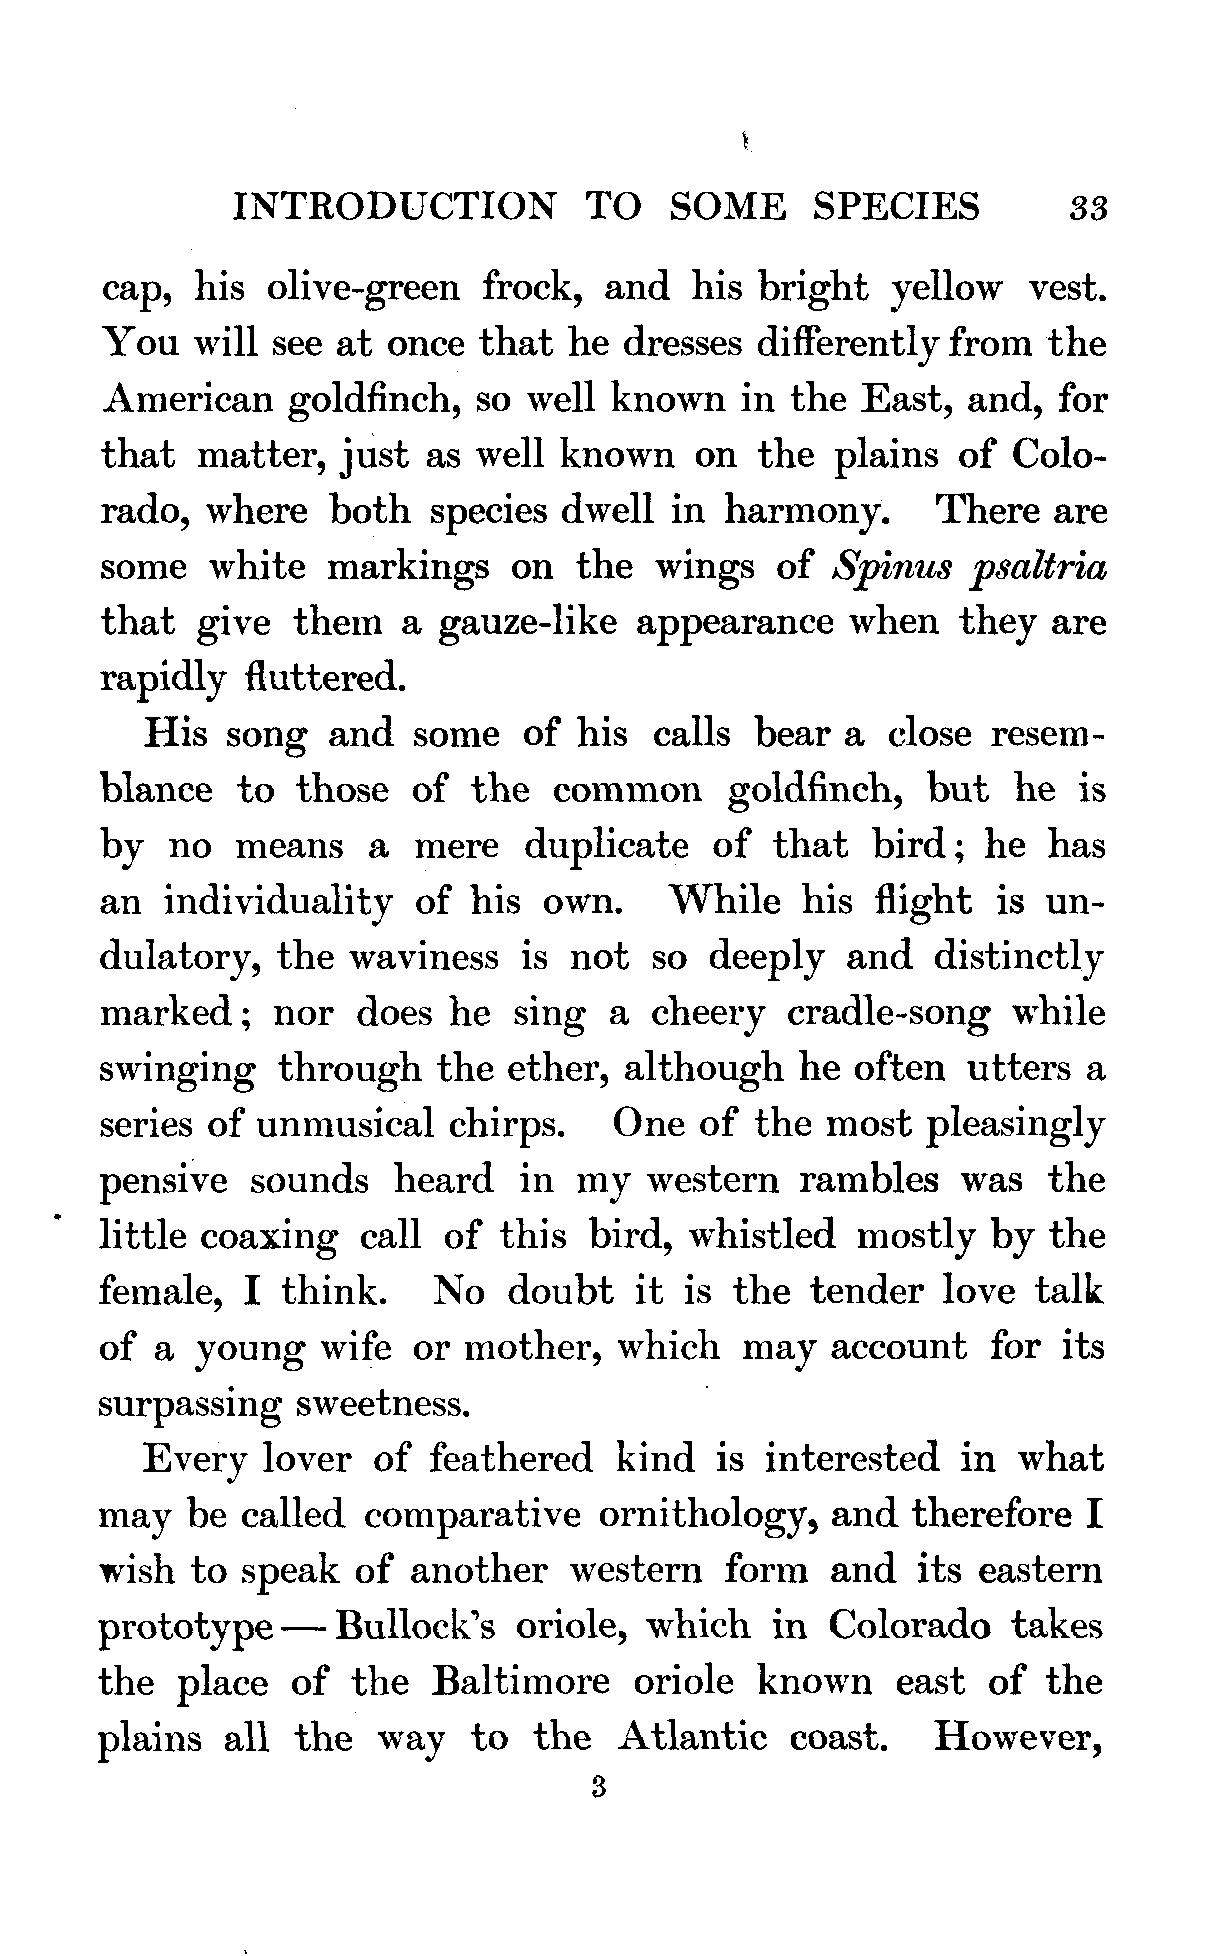 INTRODUCTION TO SOME SPECIES 33
cap, his olive-green frock, and his bright yellow vest.
You will see at once that he dresses differently from the
American goldfinch, so well known in the East, and, for
that matter, just as well known on the plains of Colo-
rado, where both species dwell in harmony. There are
some white markings on the wings of Spinus psaltria
that give them a gauze-like appearance when they are
rapidly fluttered.
His song and some of his calls bear a close resem-
blance to those of the common goldfinch, but he is
by no means a mere duplicate of that bird; he has
an individuality of his own. While his flight is un-
dulatory, the waviness is not so deeply and distinctly
marked; nor does he sing a cheery cradle-song while
swinging through the ether, although he often utters a
series of unmusical chirps. One of the most pleasingly
pensive sounds heard in my western rambles was the
little coaxing call of this bird, whistled mostly by the
female, I think. No doubt it is the tender love talk
of a young wife or mother, which may account for its
surpassing sweetness.
Every lover of feathered kind is interested in what
may be called comparative ornithology, and therefore I
wish to speak of another western form and its eastern
prototype — Bullock's oriole, which in Colorado takes
the place of the Baltimore oriole known east of the
plains all the way to the Atlantic coast. However,
3